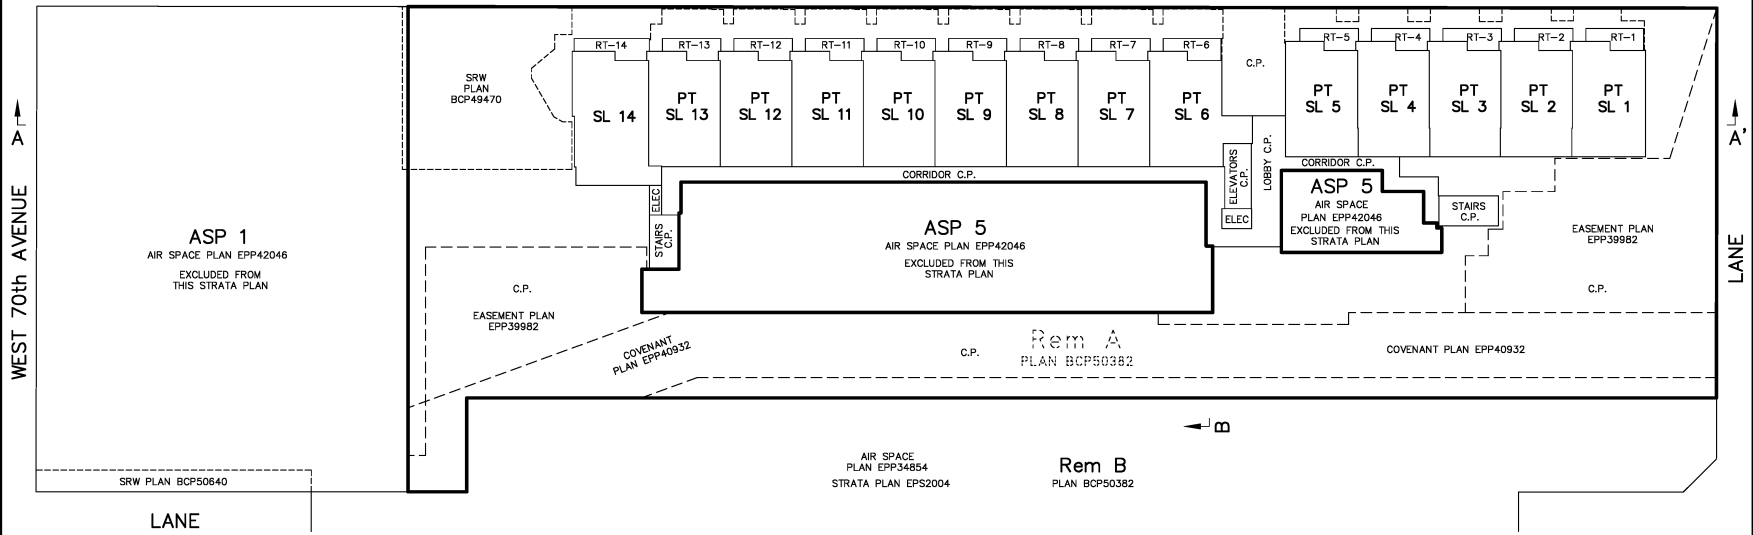 RT-14
RT-13
RT-12
RT-11
RT-10
RT-9
RT-8
RT-7
RT-6
RT-5
RT-4
RT-3
RT-2
RT-1
SRW
PLAN
BCP49470
SL 14
PT
SL 13
PT
SL 12
PT
SL 11
PT
SL 10
PT
SL 9
PT
SL 8
PT
SL 7
PT
SL 6
C.P.
PT
SL 5
PT
SL 4
PT
SL 3
PT
SL 2
PT
SL 1
A
A'
WEST 70th AVENUE
LANE
CORRIDOR C.P.
ELEVATORS
C.P.
LOBBY C.P.
CORRIDOR C.P.
ELEC
STAIRS
C.P.
ELEC
STAIRS
C.P.
ASP 1
AIR SPACE PLAN EPP42046
EXCLUDED FROM
THIS STRATA PLAN
ASP 5
AIR SPACE PLAN EPP42046
EXCLUDED FROM THIS
STRATA PLAN
ASP 5
AIR SPACE
PLAN EPP42046
EXCLUDED FROM THIS
STRATA PLAN
EASEMENT PLAN
EPP39982
C.P.
C.P.
EASEMENT PLAN
EPP39982
COVENANT
PLAN EPP40932
C.P.
Rem A
PLAN BCP50382
COVENANT PLAN EPP40932
B
AIR SPACE
PLAN EPP34854
STRATA PLAN EPS2004
Rem B
PLAN BCP50382
SRW PLAN BCP50640
LANE